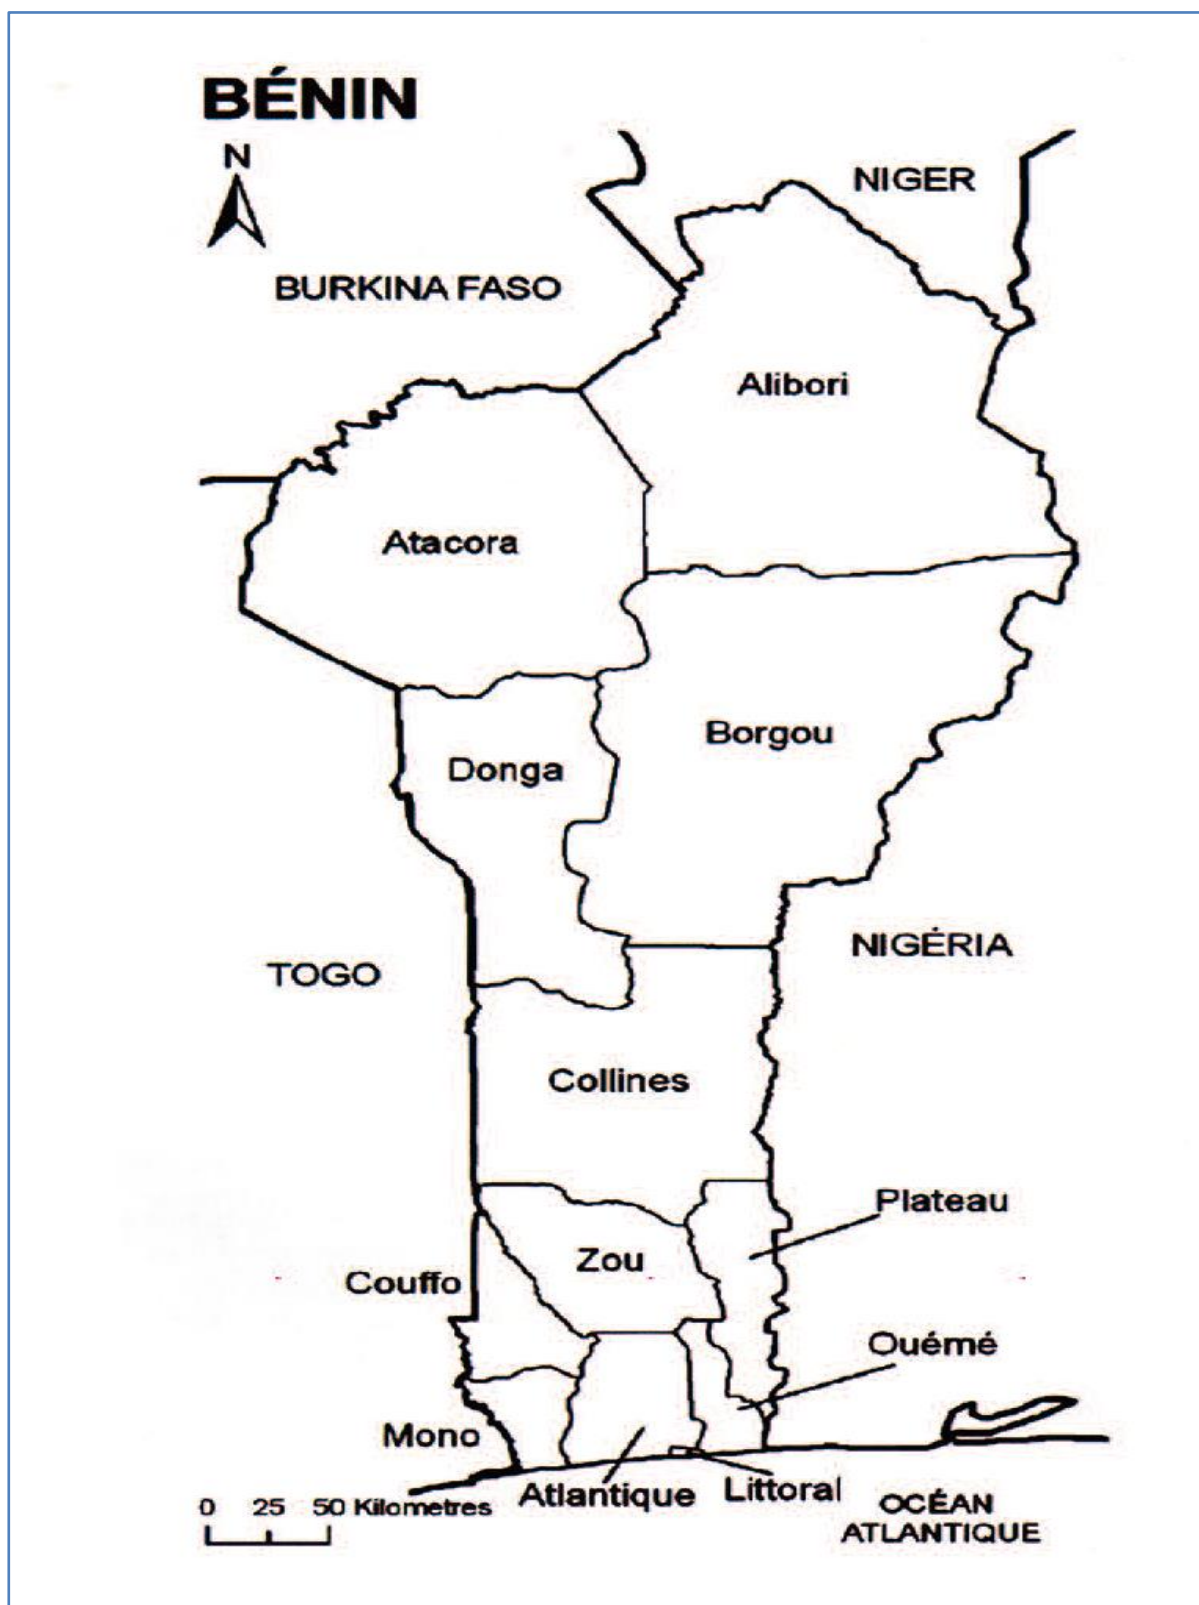 BÉNIN
N
NIGER
BURKINA FASO
Alibori
Atacora
Borgou
Donga
NIGÉRIA
TOGO
Collines
Plateau
Zou
Couffo
Ouémé
Mono
Atlantique
Littoral
0 25 50 Kilometres
OCÉAN
ATLANTIQUE